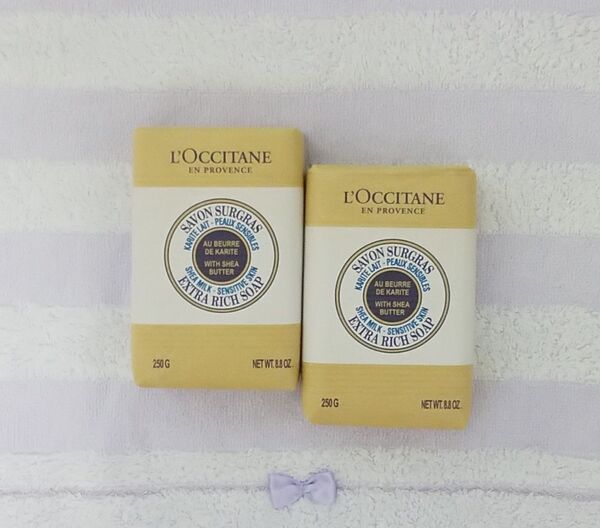 L'OCCITANE
EN PROVENCE
SAVON SURGRAS
KARITE LAIT - PEAUX SENSIBLES
AU BEURRE
DE KARITE
WITH SHEA
BUTTER
SHEA MILK - SENSITIVE SKIN
EXTRA RICH SOAP
250 G
NET WT. 8.8 OZ.
L'OCCITANE
EN PROVENCE
SAVON SURGRAS
KARITE LAIT - PEAUX SENSIBLES
AU BEURRE
DE KARITE
WITH SHEA
BUTTER
SHEA MILK - SENSITIVE SKIN
EXTRA RICH SOAP
250 G
NET WT. 8.8 OZ.